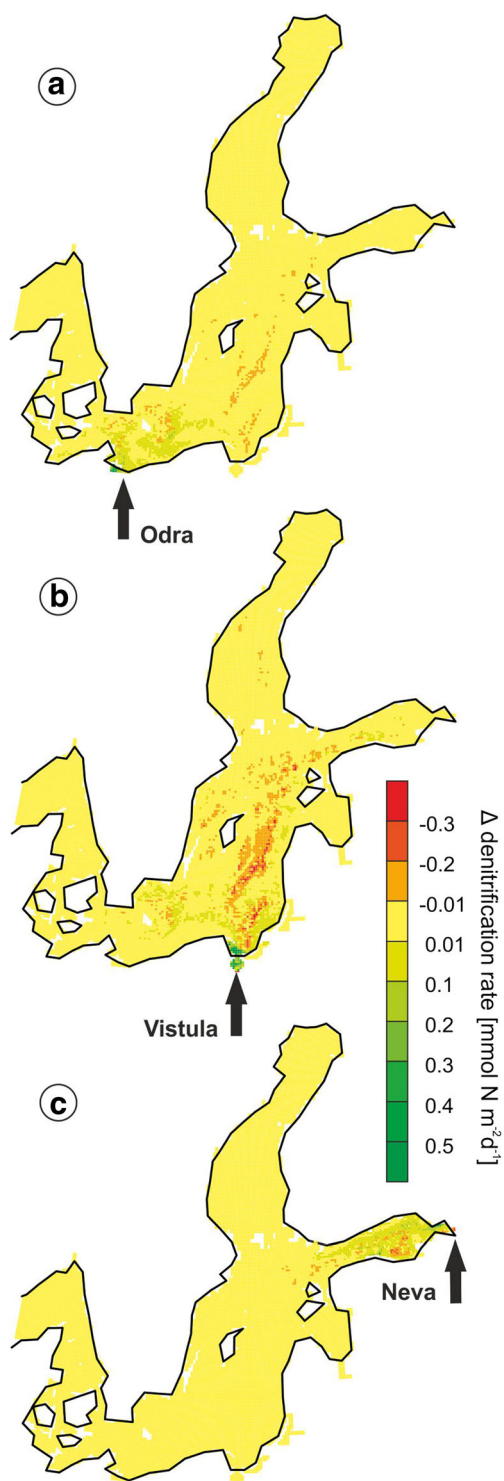 a
Odra
b
-0.3
-0.2
-0.01
0.01
0.1
0.2
0.3
0.4
0.5
Δ denitrification rate [mmol N m⁻²d⁻¹]
Vistula
c
Neva